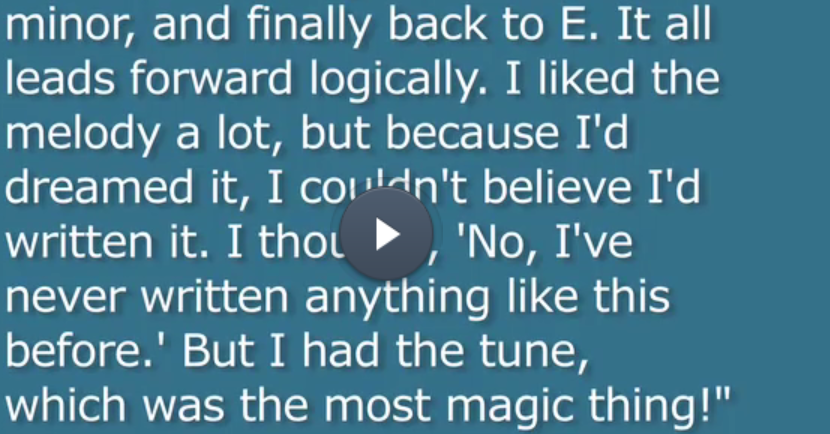 minor, and finally back to E. It all
leads forward logically. I liked the
melody a lot, but because I'd
dreamed it, I couldn't believe I'd
written it. I 'No, I've
never written anything like this
before.' But I had the tune,
which was the most magic thing!"